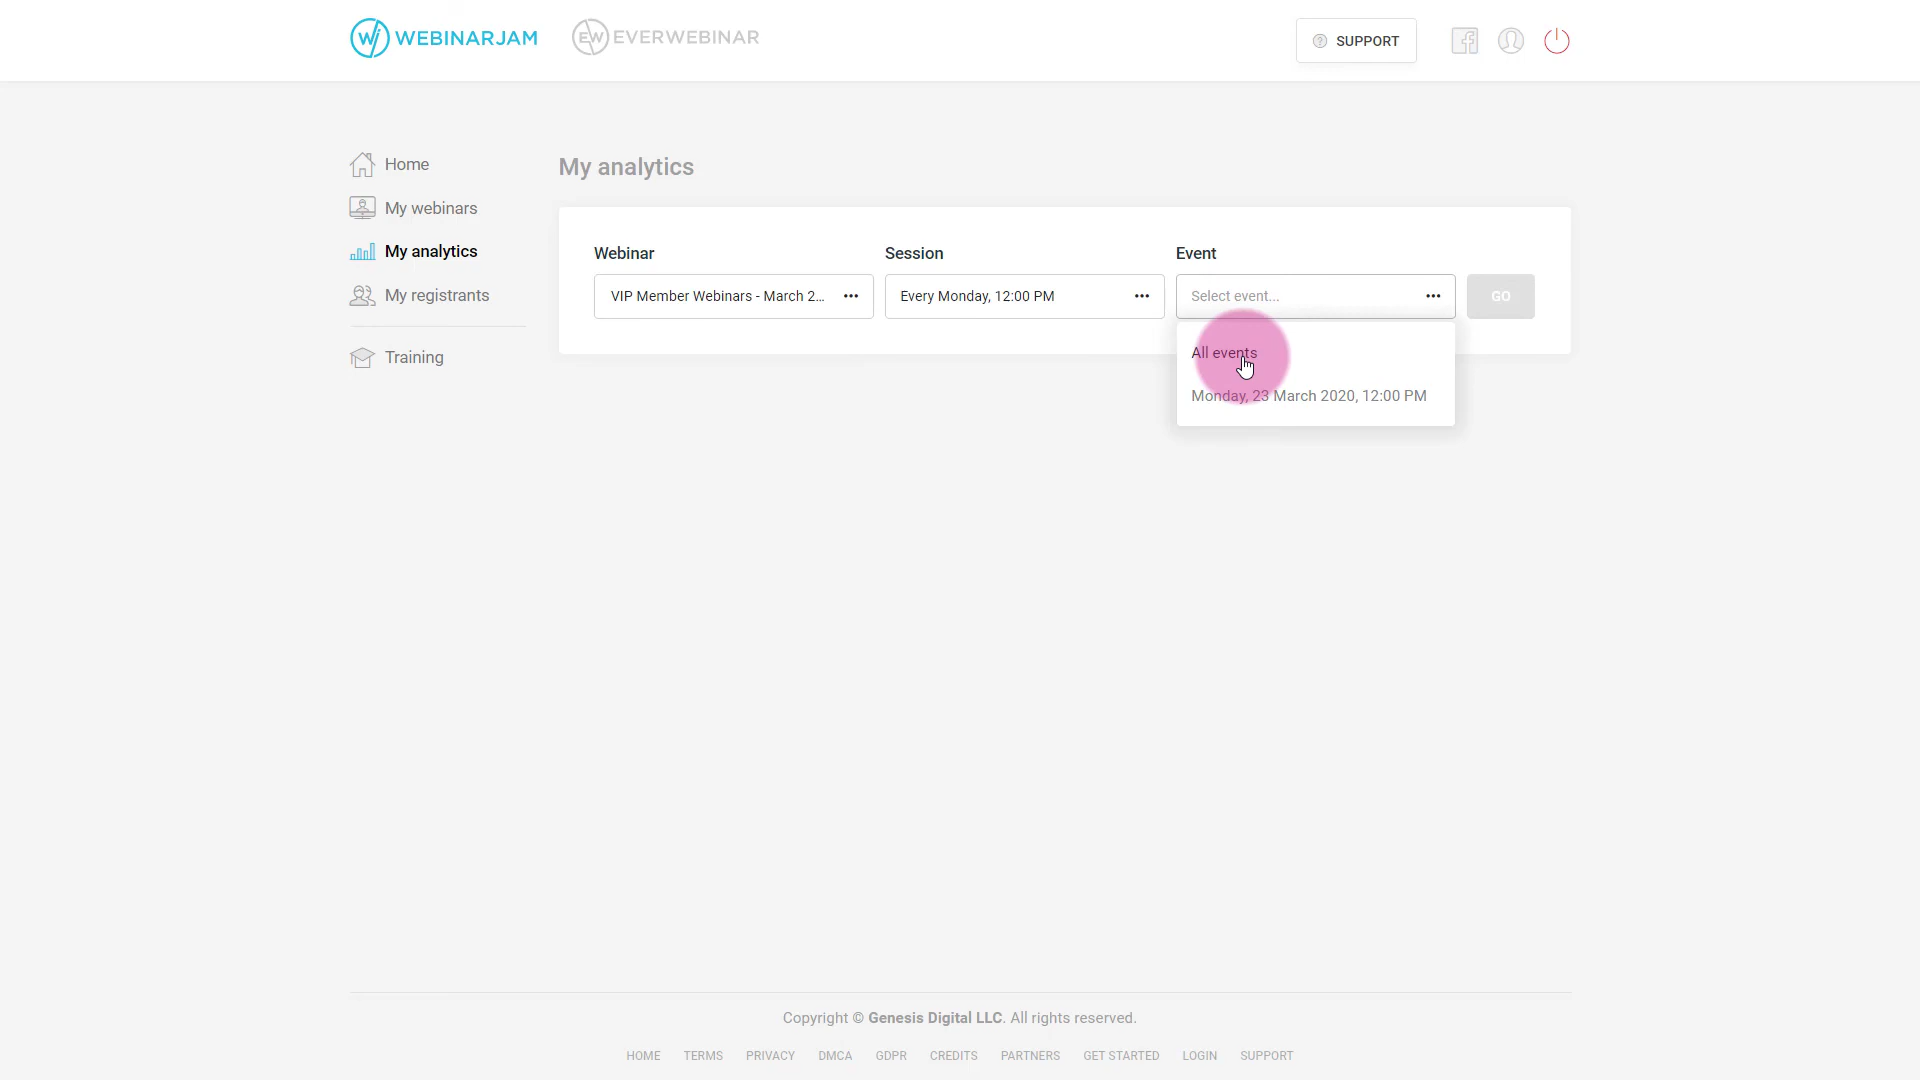 WEBINARJAM
EVERWEBINAR
SUPPORT
Home
My webinars
My analytics
My registrants
Training
My analytics
Webinar
Session
Event
VIP Member Webinars - March 2...
Every Monday, 12:00 PM
Select event...
GO
All events
Monday, 23 March 2020, 12:00 PM
Copyright © Genesis Digital LLC. All rights reserved.
HOME TERMS PRIVACY DMCA GDPR CREDITS PARTNERS GET STARTED LOGIN SUPPORT